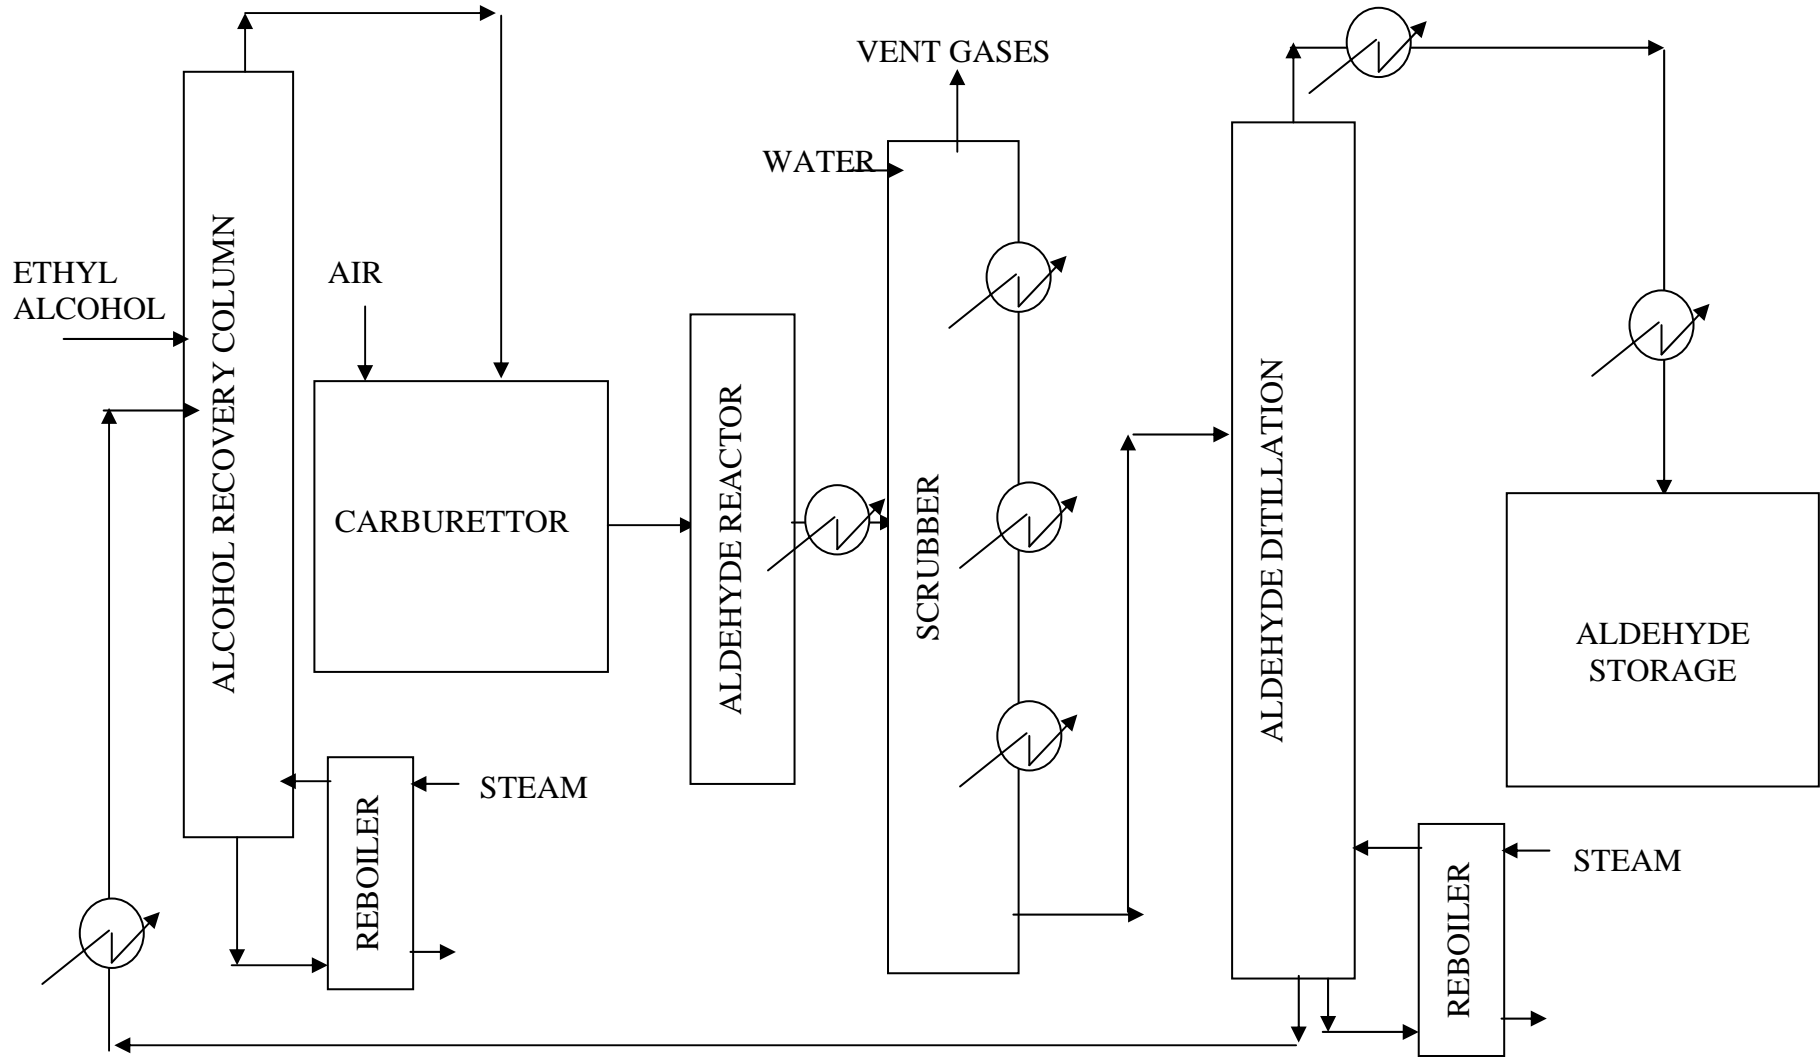 VENT GASES
WATER
ETHYL
ALCOHOL
AIR
ALCOHOL RECOVERY COLUMN
CARBURETTOR
ALDEHYDE REACTOR
SCRUBBER
ALDEHYDE DITILLATION
ALDEHYDE
STORAGE
STEAM
REBOILER
STEAM
REBOILER